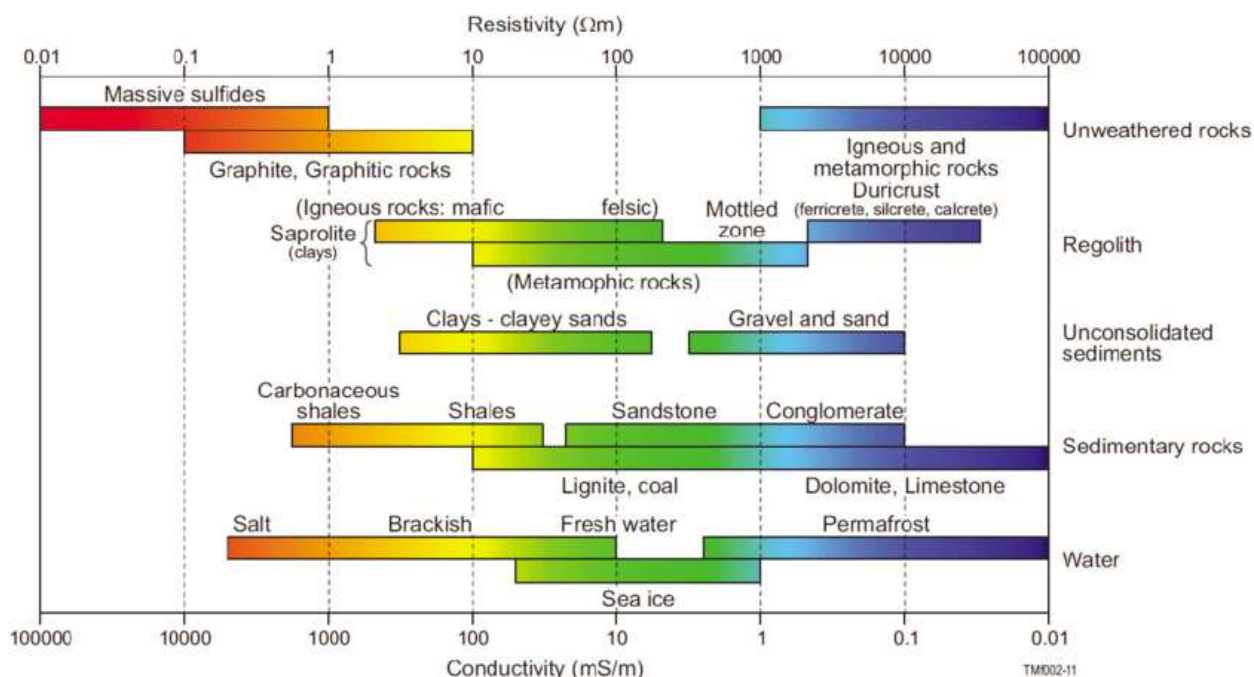 Resistivity (Ωm)
0.01 0.1 1 10 100 1000 10000 100000
Massive sulfides
Unweathered rocks
Graphite, Graphitic rocks
Igneous and
metamorphic rocks
Duricrust
(ferricrete, silcrete, calcrete)
(Igneous rocks: mafic felsic)
Mottled
zone
Saprolite
(clays)
Regolith
(Metamophic rocks)
Clays - clayey sands
Gravel and sand
Unconsolidated
sediments
Carbonaceous
shales
Shales
Sandstone
Conglomerate
Sedimentary rocks
Lignite, coal
Dolomite, Limestone
Salt
Brackish
Fresh water
Permafrost
Water
Sea ice
100000 10000 1000 100 10 1 0.1 0.01
Conductivity (mS/m)
TMf002-11